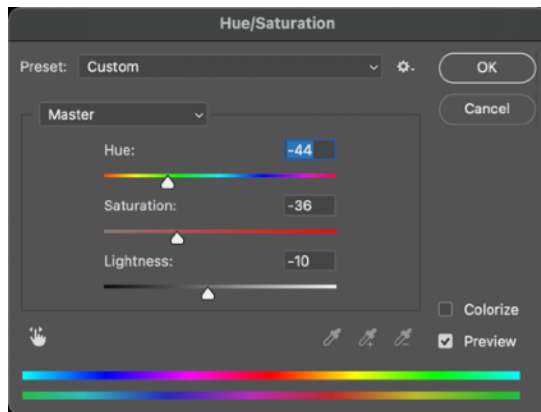 Hue/Saturation
Preset: Custom
OK
Cancel
Master
Hue: -44
Saturation: -36
Lightness: -10
Colorize
Preview